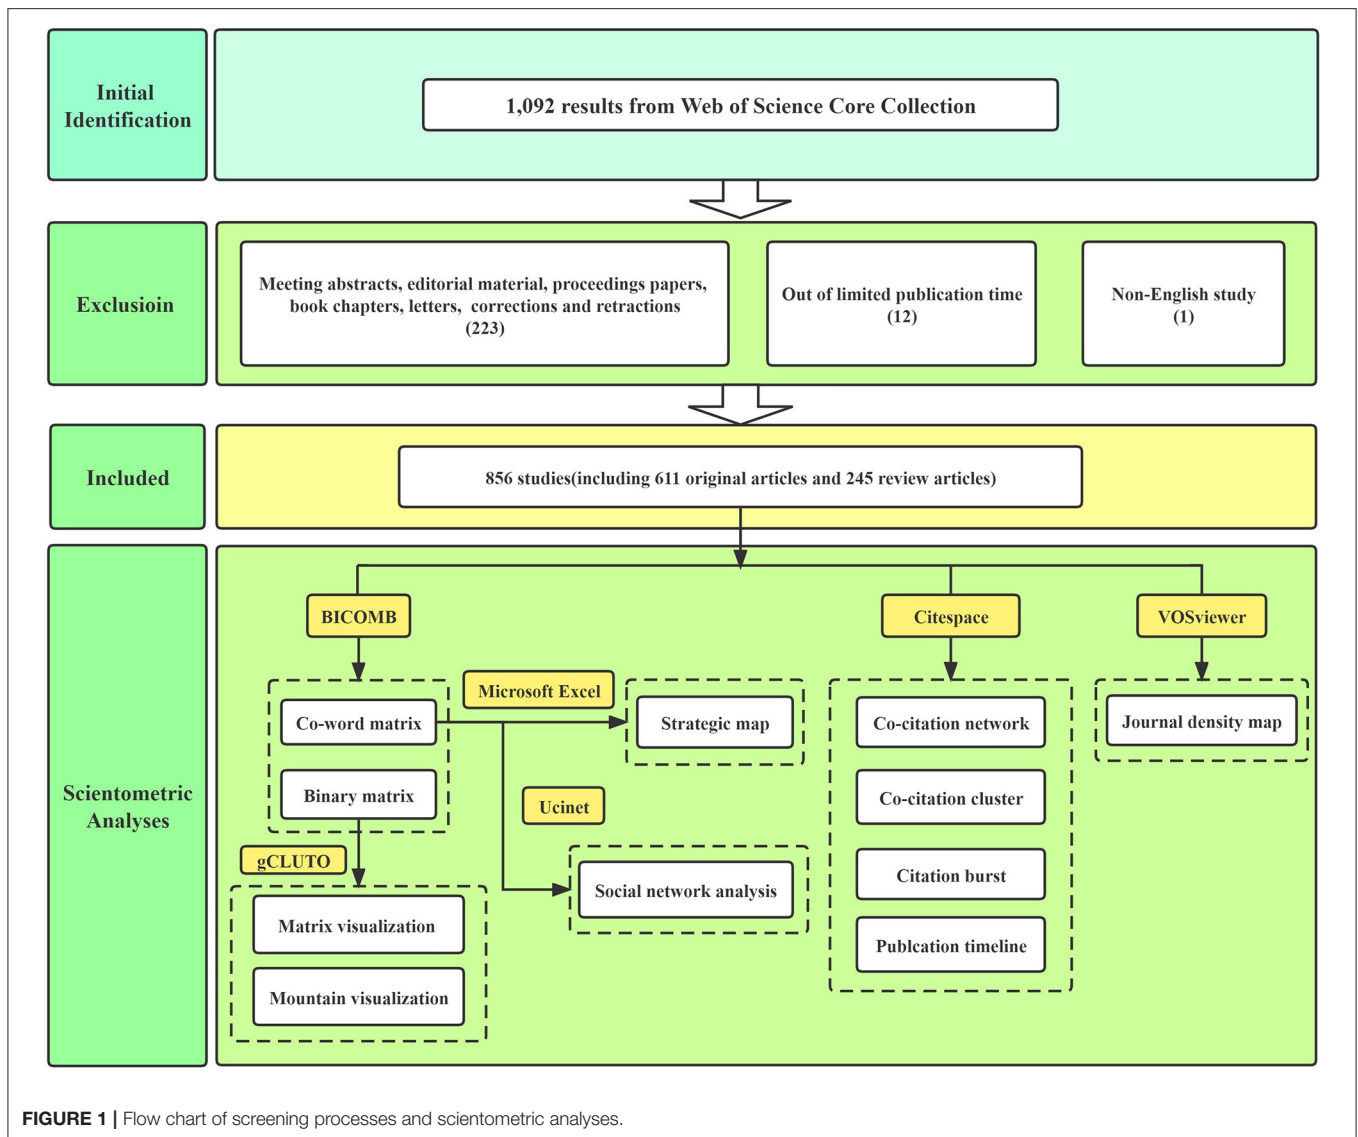 Initial
Identification
1,092 results from Web of Science Core Collection
Exclusioin
Meeting abstracts, editorial material, proceedings papers,
book chapters, letters, corrections and retractions
(223)
Out of limited publication time
(12)
Non-English study
(1)
Included
856 studies(including 611 original articles and 245 review articles)
Scientometric
Analyses
BICOMB
Citespace
VOSviewer
Microsoft Excel
Co-word matrix
Strategic map
Binary matrix
Ucinet
gCLUTO
Social network analysis
Matrix visualization
Mountain visualization
Co-citation network
Co-citation cluster
Citation burst
Publcation timeline
Journal density map
FIGURE 1 | Flow chart of screening processes and scientometric analyses.